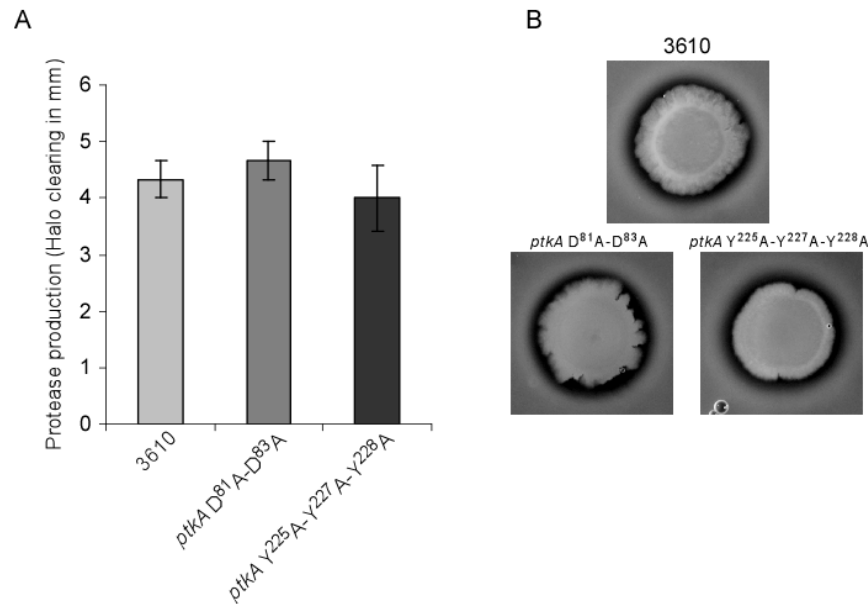 A
Protease production (Halo clearing in mm)
6
5
4
3
2
1
0
3610
ptkA D⁸¹A-D⁸³A
ptkA Y²²⁵A-Y²²⁷A-Y²²⁸A
B
3610
ptkA D⁸¹A-D⁸³A
ptkA Y²²⁵A-Y²²⁷A-Y²²⁸A